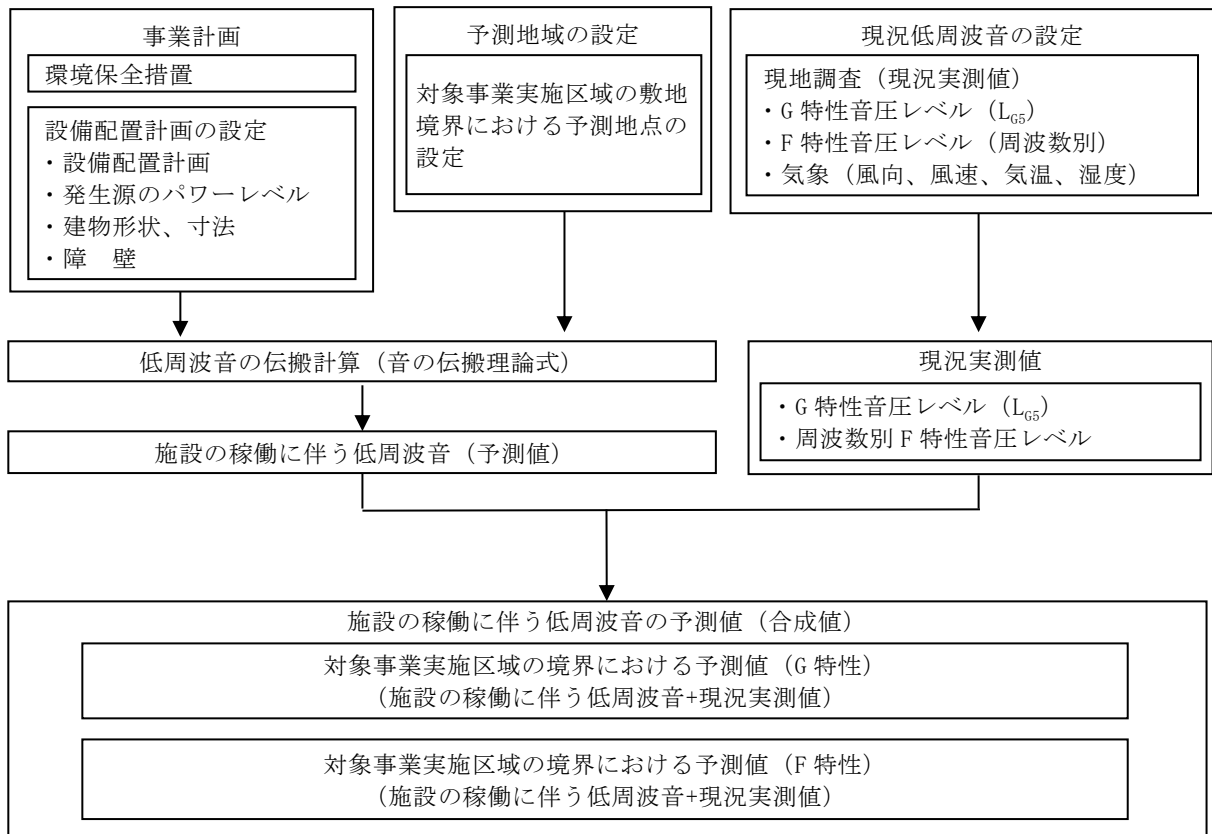 事業計画
環境保全措置
設備配置計画の設定
・設備配置計画
・発生源のパワーレベル
・建物形状、寸法
・障　壁
予測地域の設定
対象事業実施区域の敷地
境界における予測地点の
設定
現況低周波音の設定
現地調査（現況実測値）
・G 特性音圧レベル（LG5）
・F 特性音圧レベル（周波数別）
・気象（風向、風速、気温、湿度）
低周波音の伝搬計算（音の伝搬理論式）
施設の稼働に伴う低周波音（予測値）
現況実測値
・G 特性音圧レベル（LG5）
・周波数別 F 特性音圧レベル
施設の稼働に伴う低周波音の予測値（合成値）
対象事業実施区域の境界における予測値（G 特性）
（施設の稼働に伴う低周波音+現況実測値）
対象事業実施区域の境界における予測値（F 特性）
（施設の稼働に伴う低周波音+現況実測値）